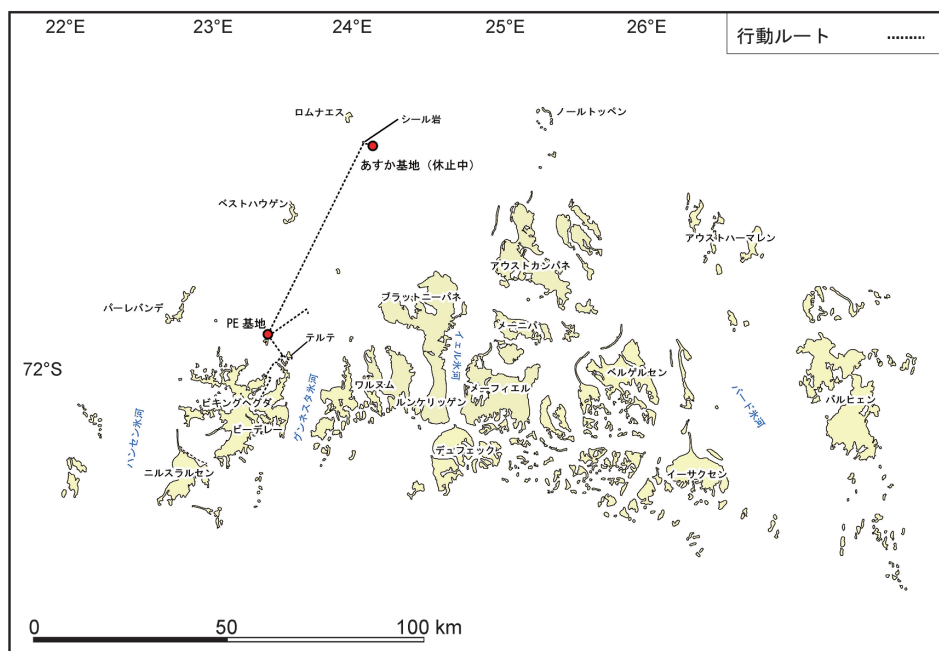 22°E 23°E 24°E 25°E 26°E
行動ルート
ロムナエス
シール岩
ノールトッペン
あすか基地（休止中）
ベストハウゲン
アウストハーマレン
アウストカンパネ
ブラットニーパネ
パーレバンデ
PE 基地
メーニパ
テルテ
イェル氷河
72°S
ベルゲルセン
ワルヌム
メーフィエル
ビキングヘグダ
ルンケリッゲン
バルヒェン
グンネスタ氷河
バード氷河
ハンセン氷河
ビーデレー
デュフェック
ニルスラルセン
イーサクセン
0 50 100 km